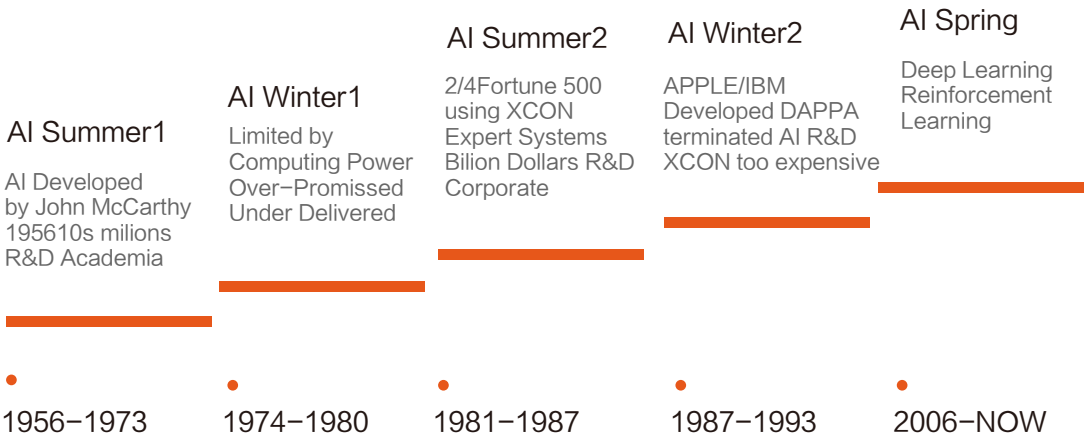 AI Summer1
AI Developed
by John McCarthy
195610s milions
R&D Academia
1956–1973
AI Winter1
Limited by
Computing Power
Over–Promissed
Under Delivered
1974–1980
AI Summer2
2/4Fortune 500
using XCON
Expert Systems
Bilion Dollars R&D
Corporate
1981–1987
AI Winter2
APPLE/IBM
Developed DAPPA
terminated AI R&D
XCON too expensive
1987–1993
AI Spring
Deep Learning
Reinforcement
Learning
2006–NOW